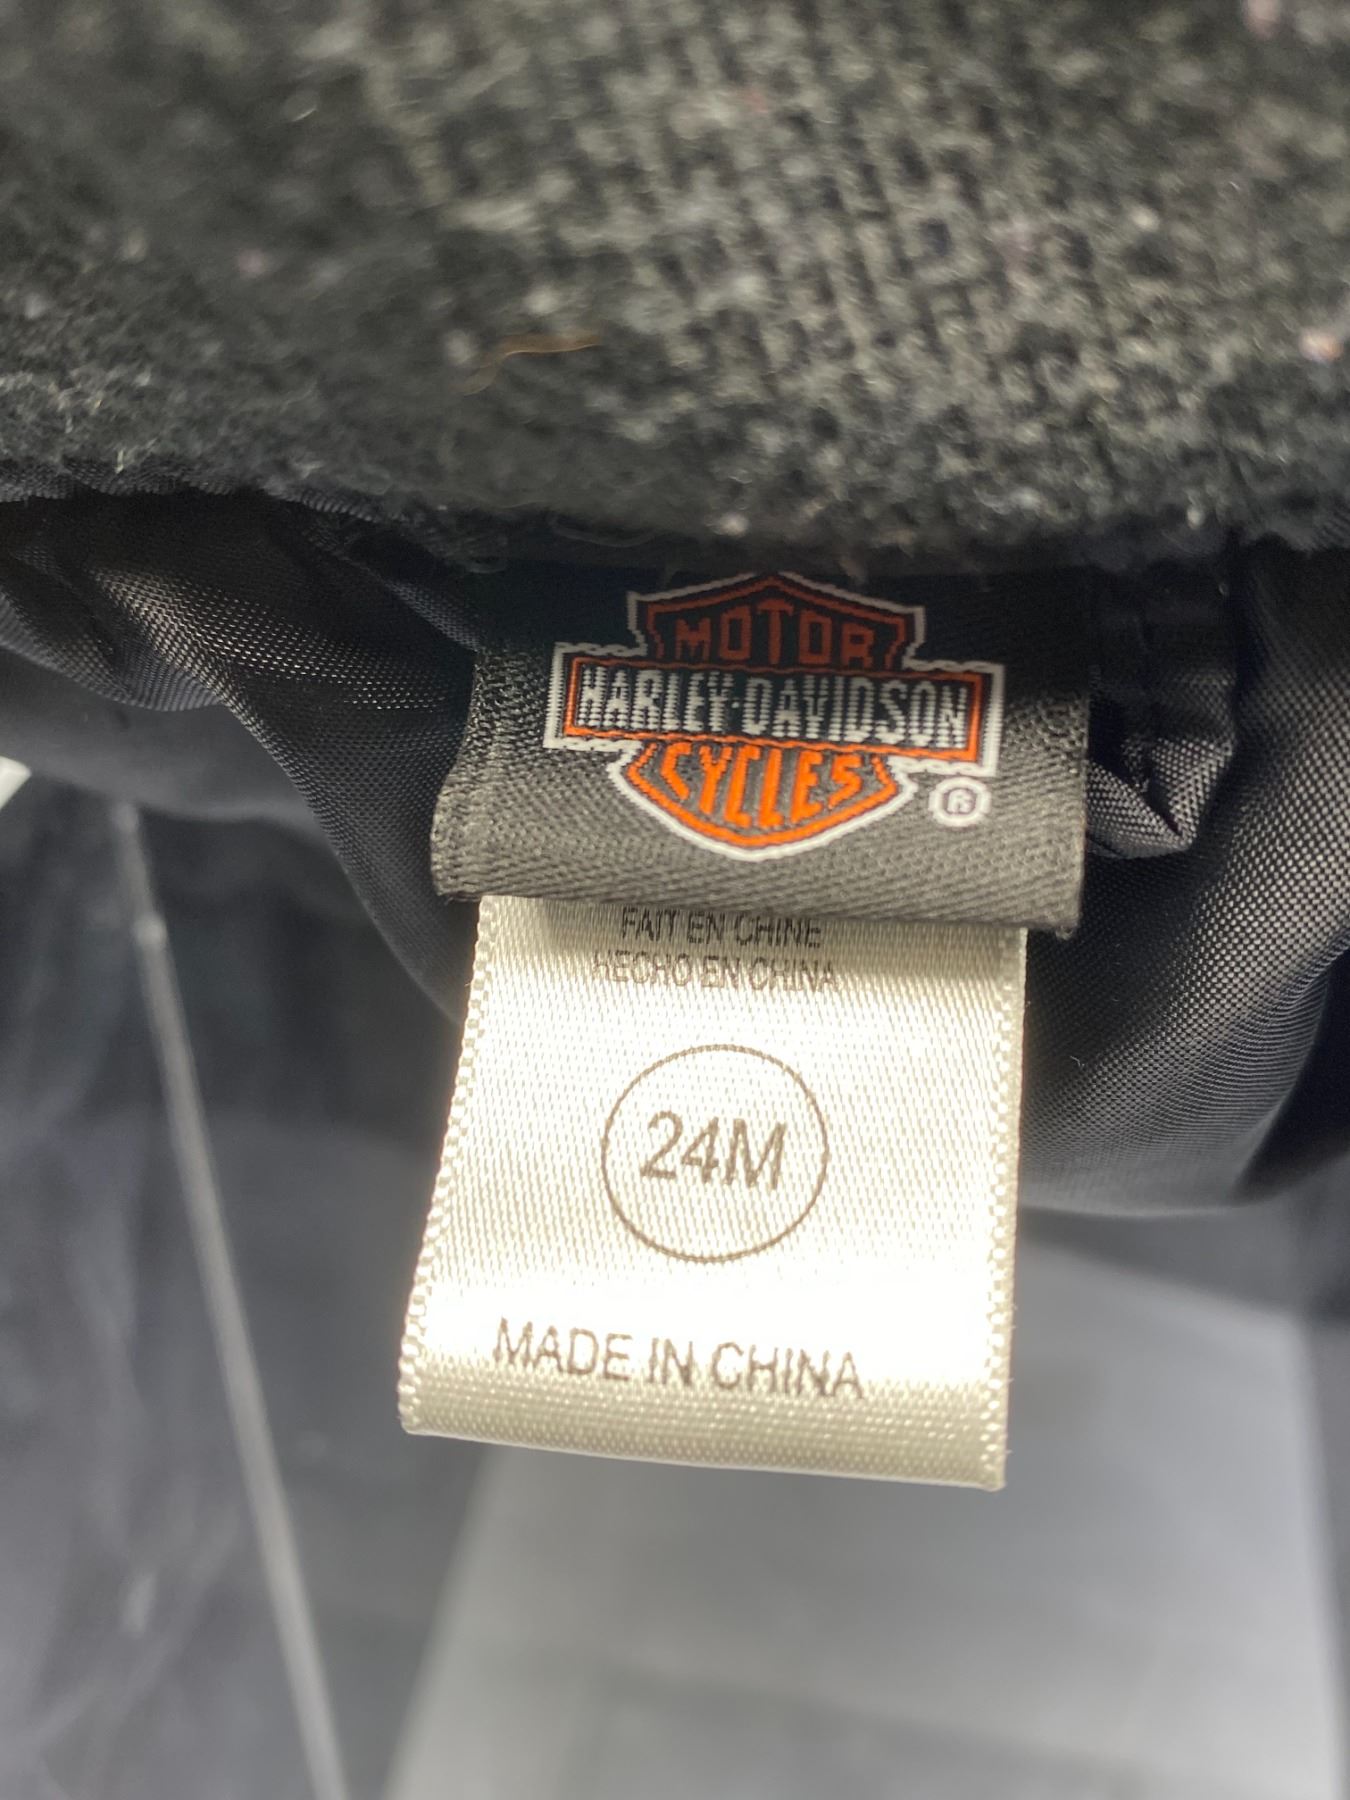 MOTOR
HARLEY-DAVIDSON
CYCLES
®
FAIT EN CHINE
HECHO EN CHINA
24M
MADE IN CHINA